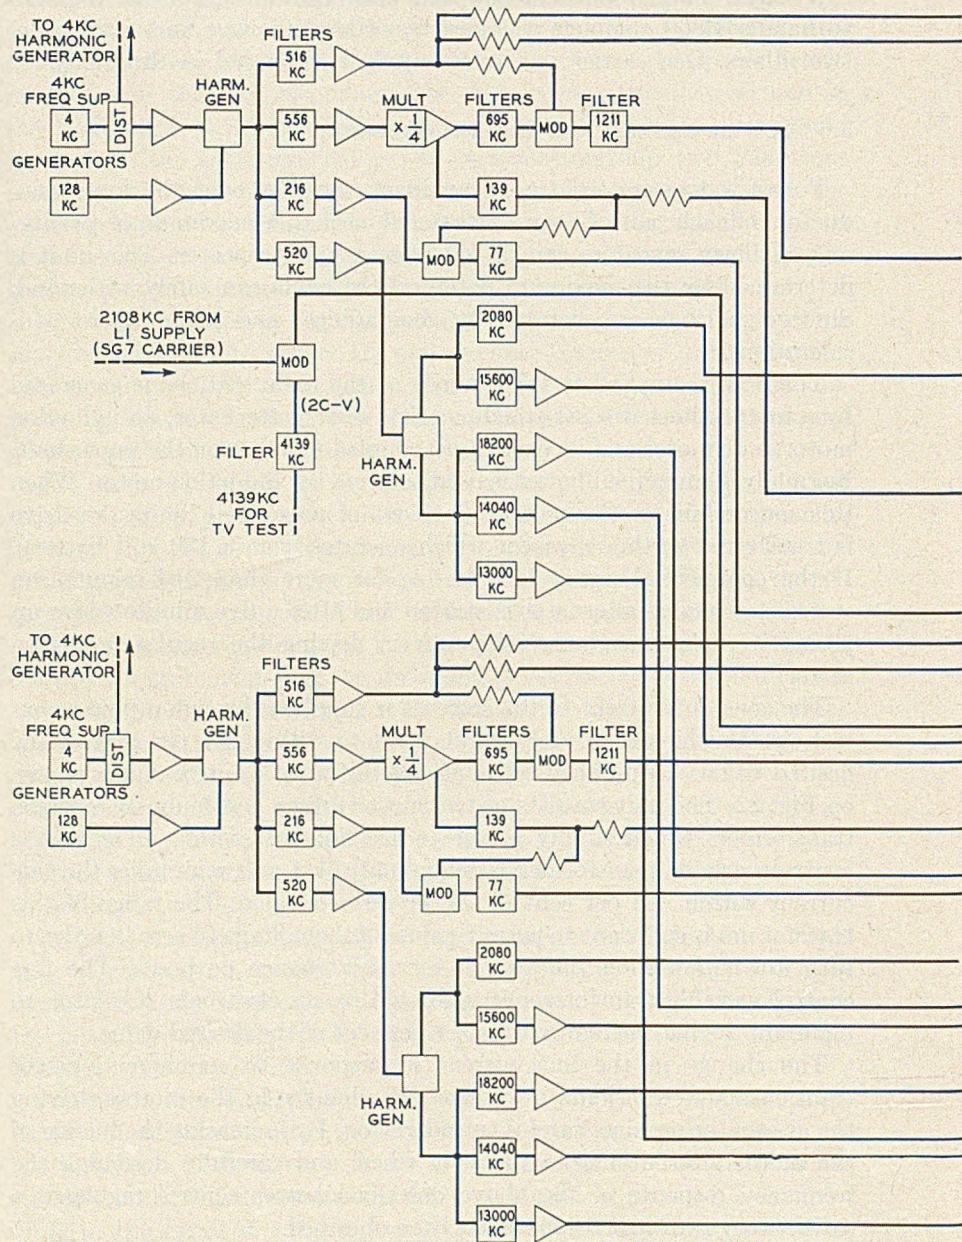 TO 4KC
HARMONIC
GENERATOR
4KC
FREQ SUP
4
KC
DIST
GENERATORS
128
KC
HARM.
GEN
FILTERS
516
KC
556
KC
216
KC
520
KC
MULT
× 1/4
FILTERS
695
KC
MOD
FILTER
1211
KC
139
KC
MOD
77
KC
2108 KC FROM
L1 SUPPLY
(SG7 CARRIER)
MOD
(2C-V)
FILTER
4139
KC
4139 KC
FOR
TV TEST
HARM.
GEN
2080
KC
15600
KC
18200
KC
14040
KC
13000
KC
TO 4KC
HARMONIC
GENERATOR
4KC
FREQ SUP
4
KC
DIST
GENERATORS
128
KC
HARM.
GEN
FILTERS
516
KC
556
KC
216
KC
520
KC
MULT
× 1/4
FILTERS
695
KC
MOD
FILTER
1211
KC
139
KC
MOD
77
KC
HARM.
GEN
2080
KC
15600
KC
18200
KC
14040
KC
13000
KC